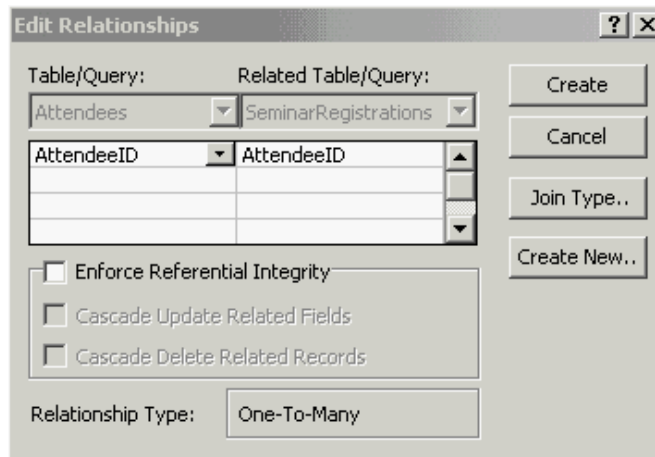 Edit Relationships
Table/Query: Related Table/Query:
Attendees SeminarRegistrations
AttendeeID AttendeeID
Create
Cancel
Join Type..
Create New..
Enforce Referential Integrity
Cascade Update Related Fields
Cascade Delete Related Records
Relationship Type: One-To-Many